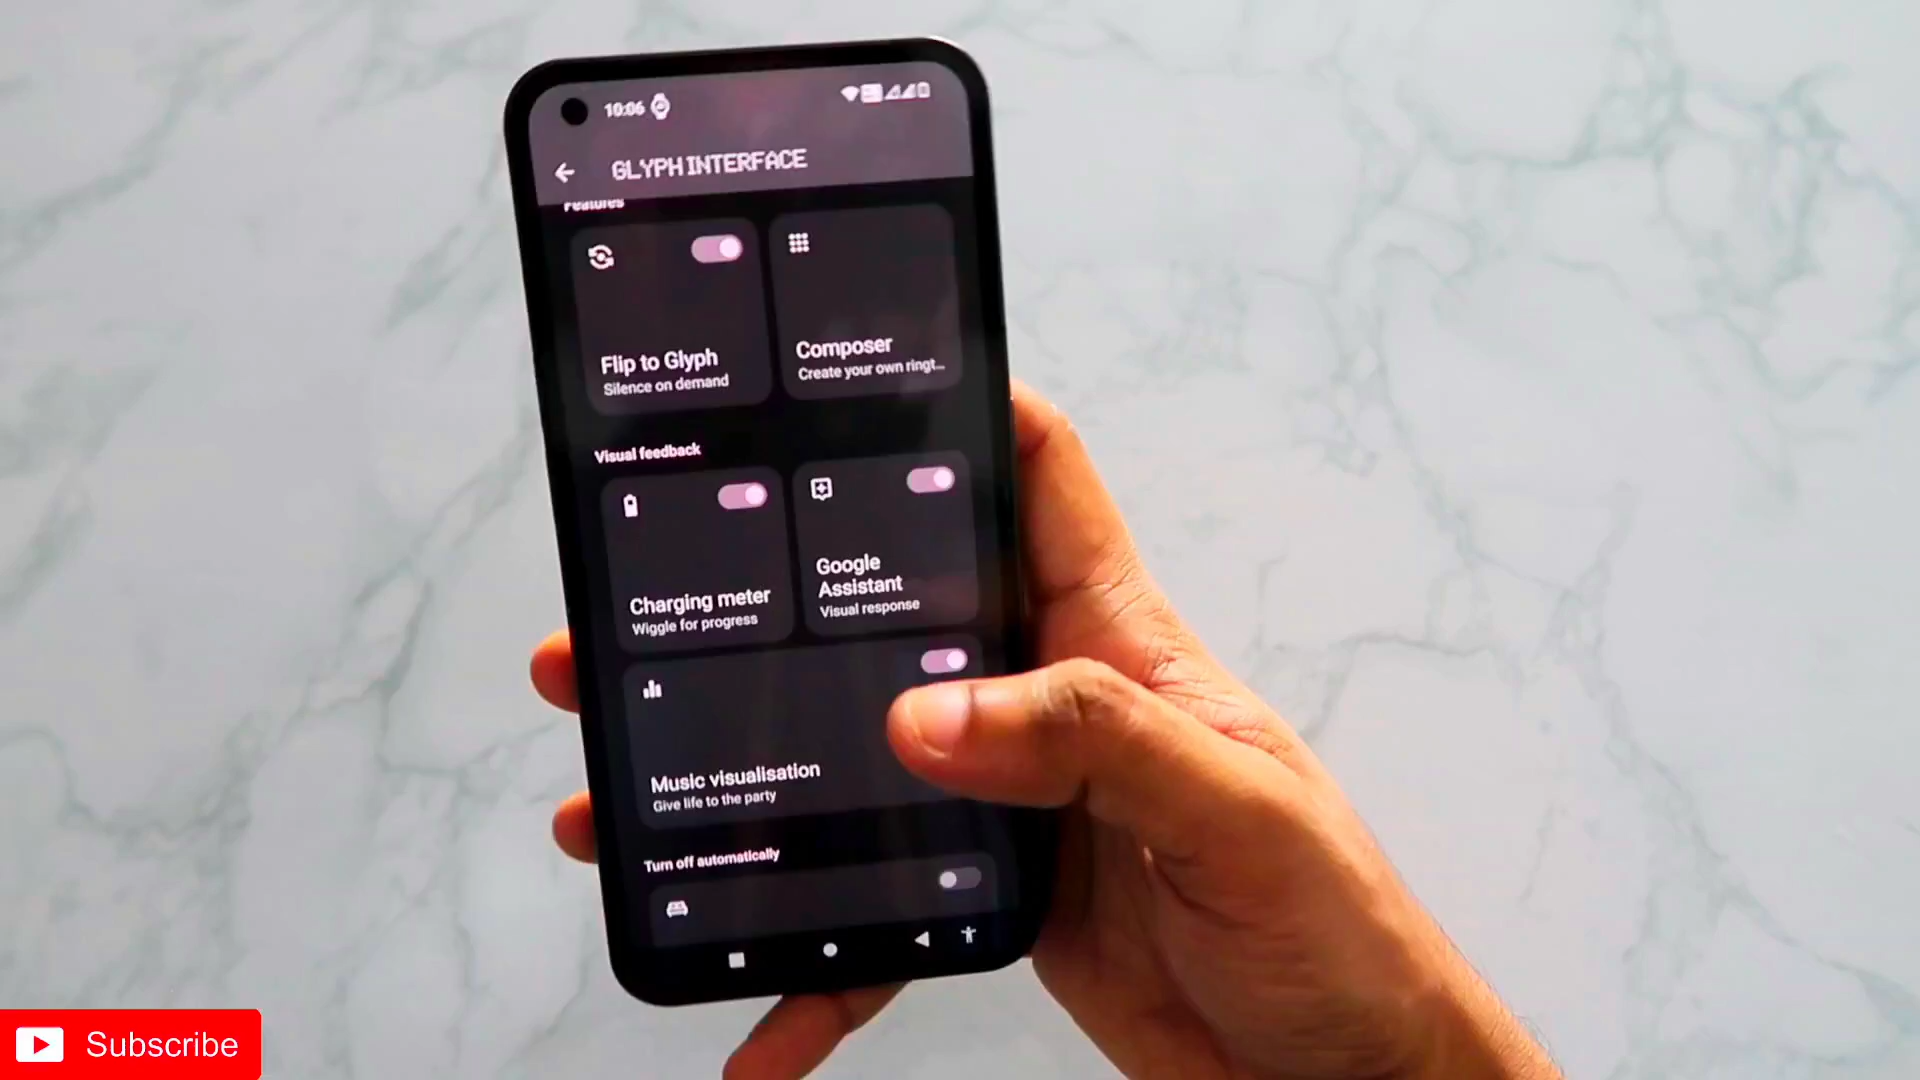 10:06
GLYPH INTERFACE
Features
Flip to Glyph
Silence on demand
Composer
Create your own ringt...
Visual feedback
Charging meter
Wiggle for progress
Google
Assistant
Visual response
Music visualisation
Give life to the party
Turn off automatically
Subscribe